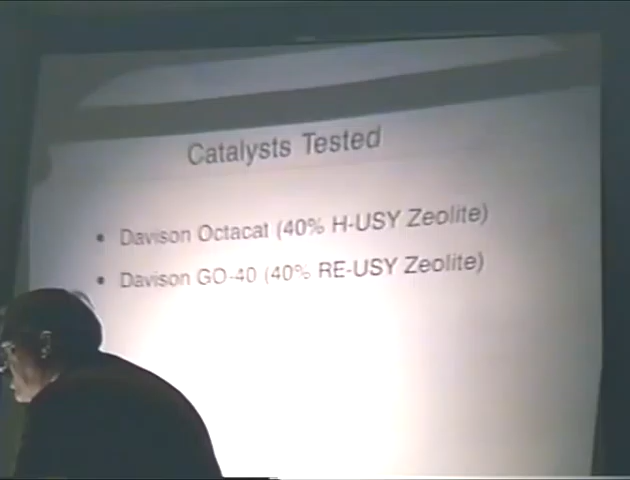 Catalysts Tested
• Davison Octacat (40% H-USY Zeolite)
• Davison GO-40 (40% RE-USY Zeolite)